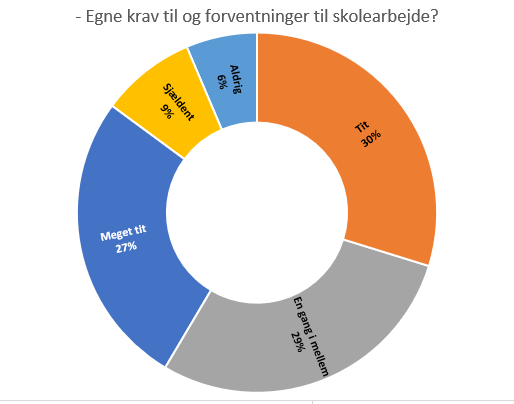 - Egne krav til og forventninger til skolearbejde?
Tit
30%
En gang i mellem
29%
Meget tit
27%
Sjældent
9%
Aldrig
6%